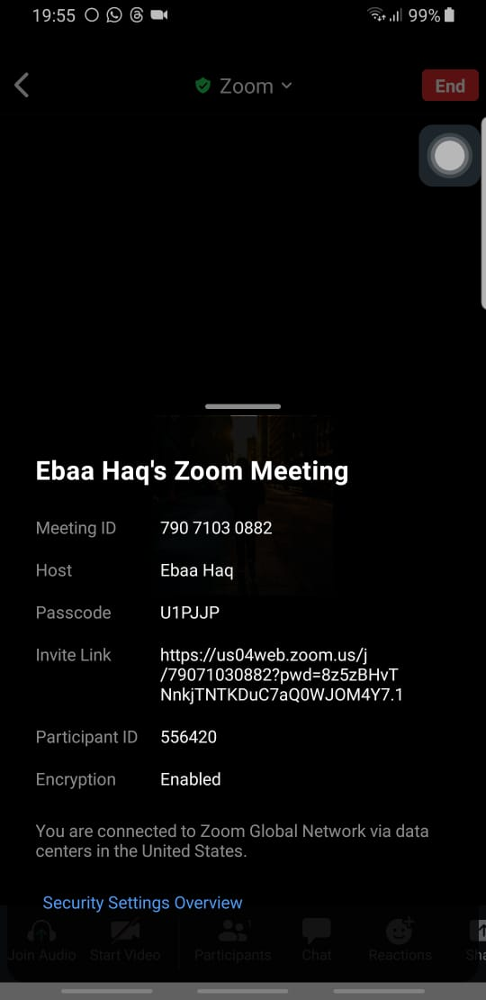 19:55 99%
Zoom
End
Ebaa Haq's Zoom Meeting
Meeting ID 790 7103 0882
Host Ebaa Haq
Passcode U1PJJP
Invite Link https://us04web.zoom.us/j
/79071030882?pwd=8z5zBHvT
NnkjTNTKDuC7aQ0WJOM4Y7.1
Participant ID 556420
Encryption Enabled
You are connected to Zoom Global Network via data
centers in the United States.
Security Settings Overview
1
Join Audio Start Video Participants Chat Reactions Sha